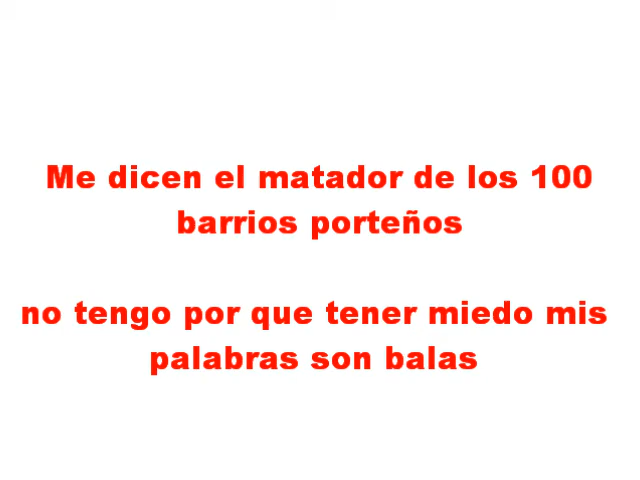 Me dicen el matador de los 100
barrios porteños
no tengo por que tener miedo mis
palabras son balas